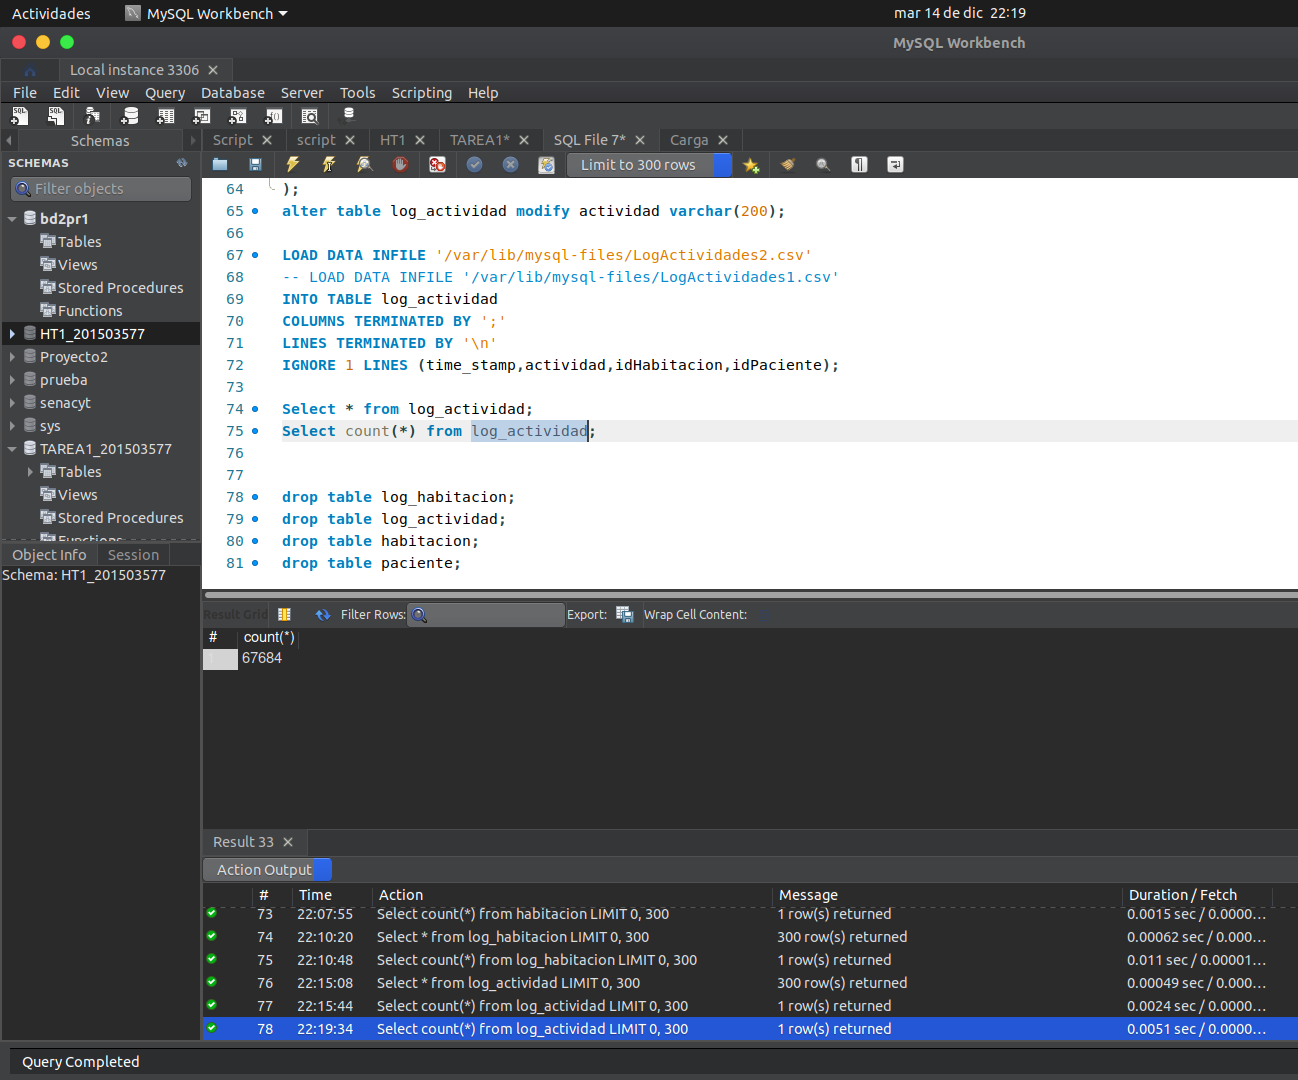 Actividades MySQL Workbench mar 14 de dic 22:19
MySQL Workbench
Local instance 3306
File Edit View Query Database Server Tools Scripting Help
Schemas Script script HT1 TAREA1* SQL File 7* Carga
SCHEMAS Limit to 300 rows
Filter objects
bd2pr1
Tables
Views
Stored Procedures
Functions
HT1_201503577
Proyecto2
prueba
senacyt
sys
TAREA1_201503577
Tables
Views
Stored Procedures
Functions
Object Info Session
Schema: HT1_201503577
64 );
65 alter table log_actividad modify actividad varchar(200);
66
67 LOAD DATA INFILE '/var/lib/mysql-files/LogActividades2.csv'
68 -- LOAD DATA INFILE '/var/lib/mysql-files/LogActividades1.csv'
69 INTO TABLE log_actividad
70 COLUMNS TERMINATED BY ';'
71 LINES TERMINATED BY '\n'
72 IGNORE 1 LINES (time_stamp,actividad,idHabitacion,idPaciente);
73
74 Select * from log_actividad;
75 Select count(*) from log_actividad;
76
77
78 drop table log_habitacion;
79 drop table log_actividad;
80 drop table habitacion;
81 drop table paciente;
Result Grid Filter Rows: Export: Wrap Cell Content:
# count(*)
67684
Result 33
Action Output
# Time Action Message Duration / Fetch
73 22:07:55 Select count(*) from habitacion LIMIT 0, 300 1 row(s) returned 0.0015 sec / 0.0000...
74 22:10:20 Select * from log_habitacion LIMIT 0, 300 300 row(s) returned 0.00062 sec / 0.000...
75 22:10:48 Select count(*) from log_habitacion LIMIT 0, 300 1 row(s) returned 0.011 sec / 0.00001...
76 22:15:08 Select * from log_actividad LIMIT 0, 300 300 row(s) returned 0.00049 sec / 0.000...
77 22:15:44 Select count(*) from log_actividad LIMIT 0, 300 1 row(s) returned 0.0024 sec / 0.0000...
78 22:19:34 Select count(*) from log_actividad LIMIT 0, 300 1 row(s) returned 0.0051 sec / 0.0000...
Query Completed